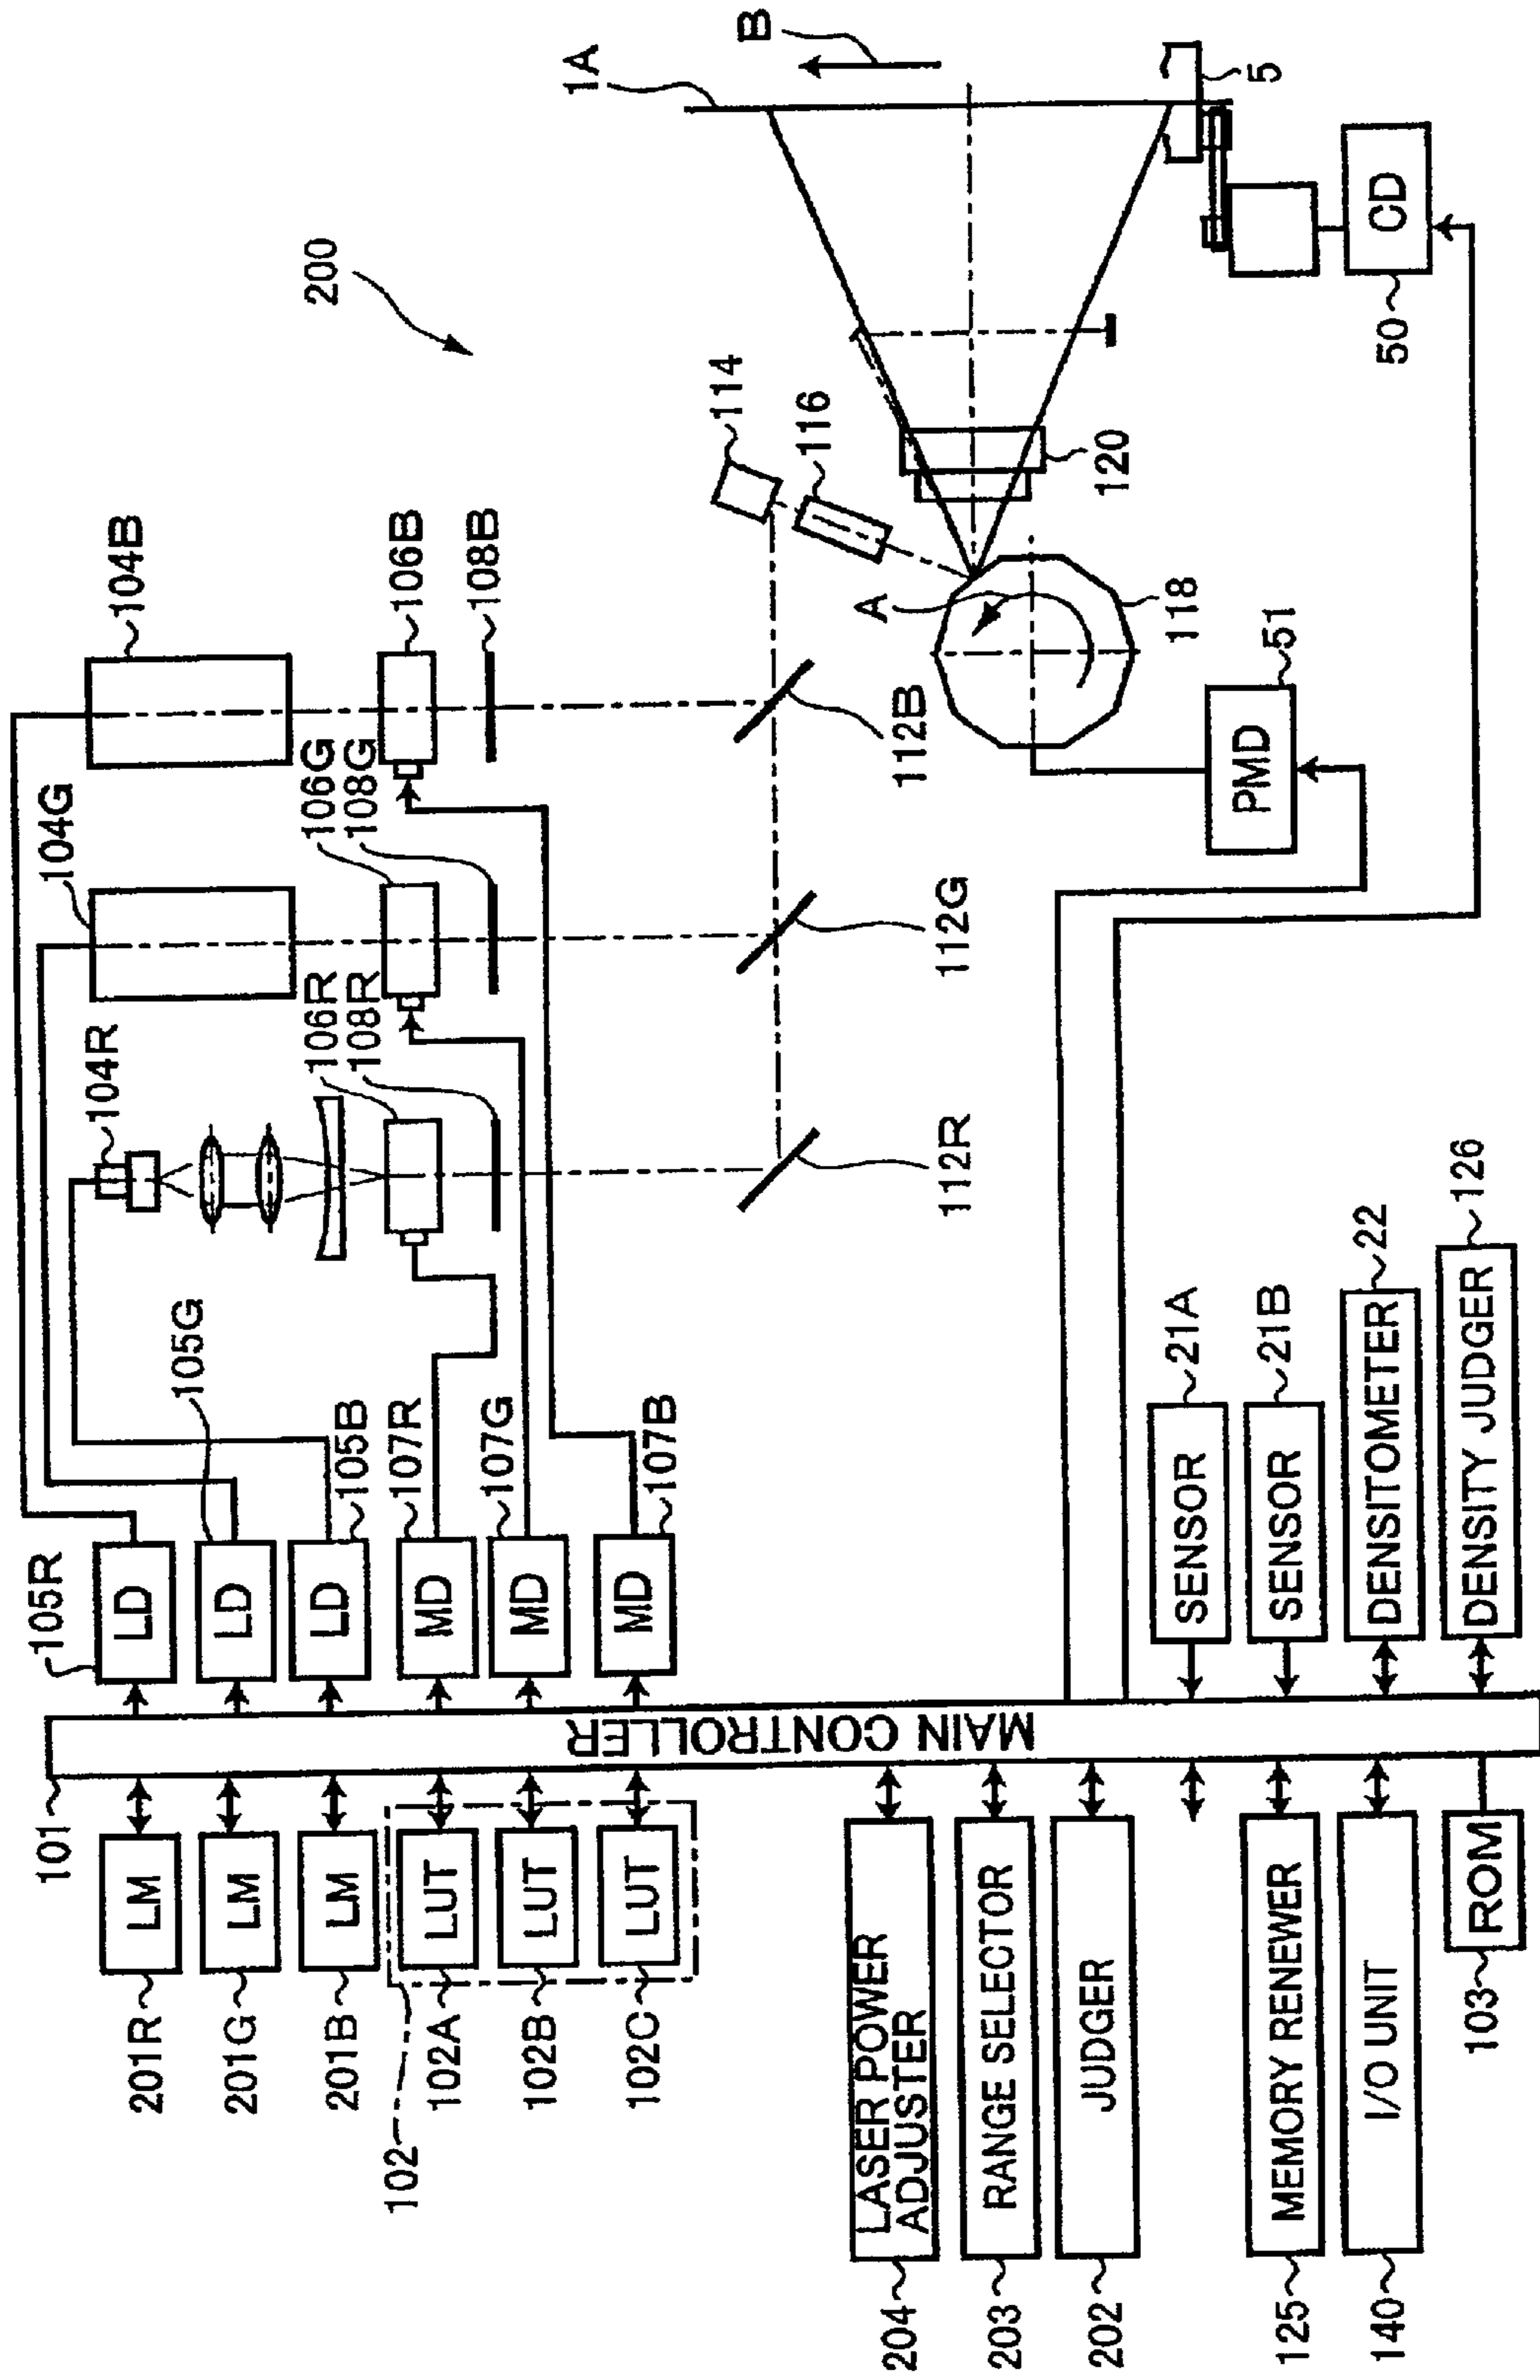 200
104B
106B
108B
104G
106G
108G
104R
106R
108R
105R
LD
105G
LD
105B
LD
107R
MD
107G
MD
107B
MD
101
MAIN CONTROLLER
201R
LM
201G
LM
201B
LM
102
102A
LUT
102B
LUT
102C
LUT
114
116
112R
112G
112B
A
118
120
1A
B
5
PMD
51
CD
50
SENSOR
21A
SENSOR
21B
DENSITOMETER
22
DENSITY JUDGER
126
204
LASER POWER
ADJUSTER
203
RANGE SELECTOR
202
JUDGER
125
MEMORY RENEWER
140
I/O UNIT
103
ROM